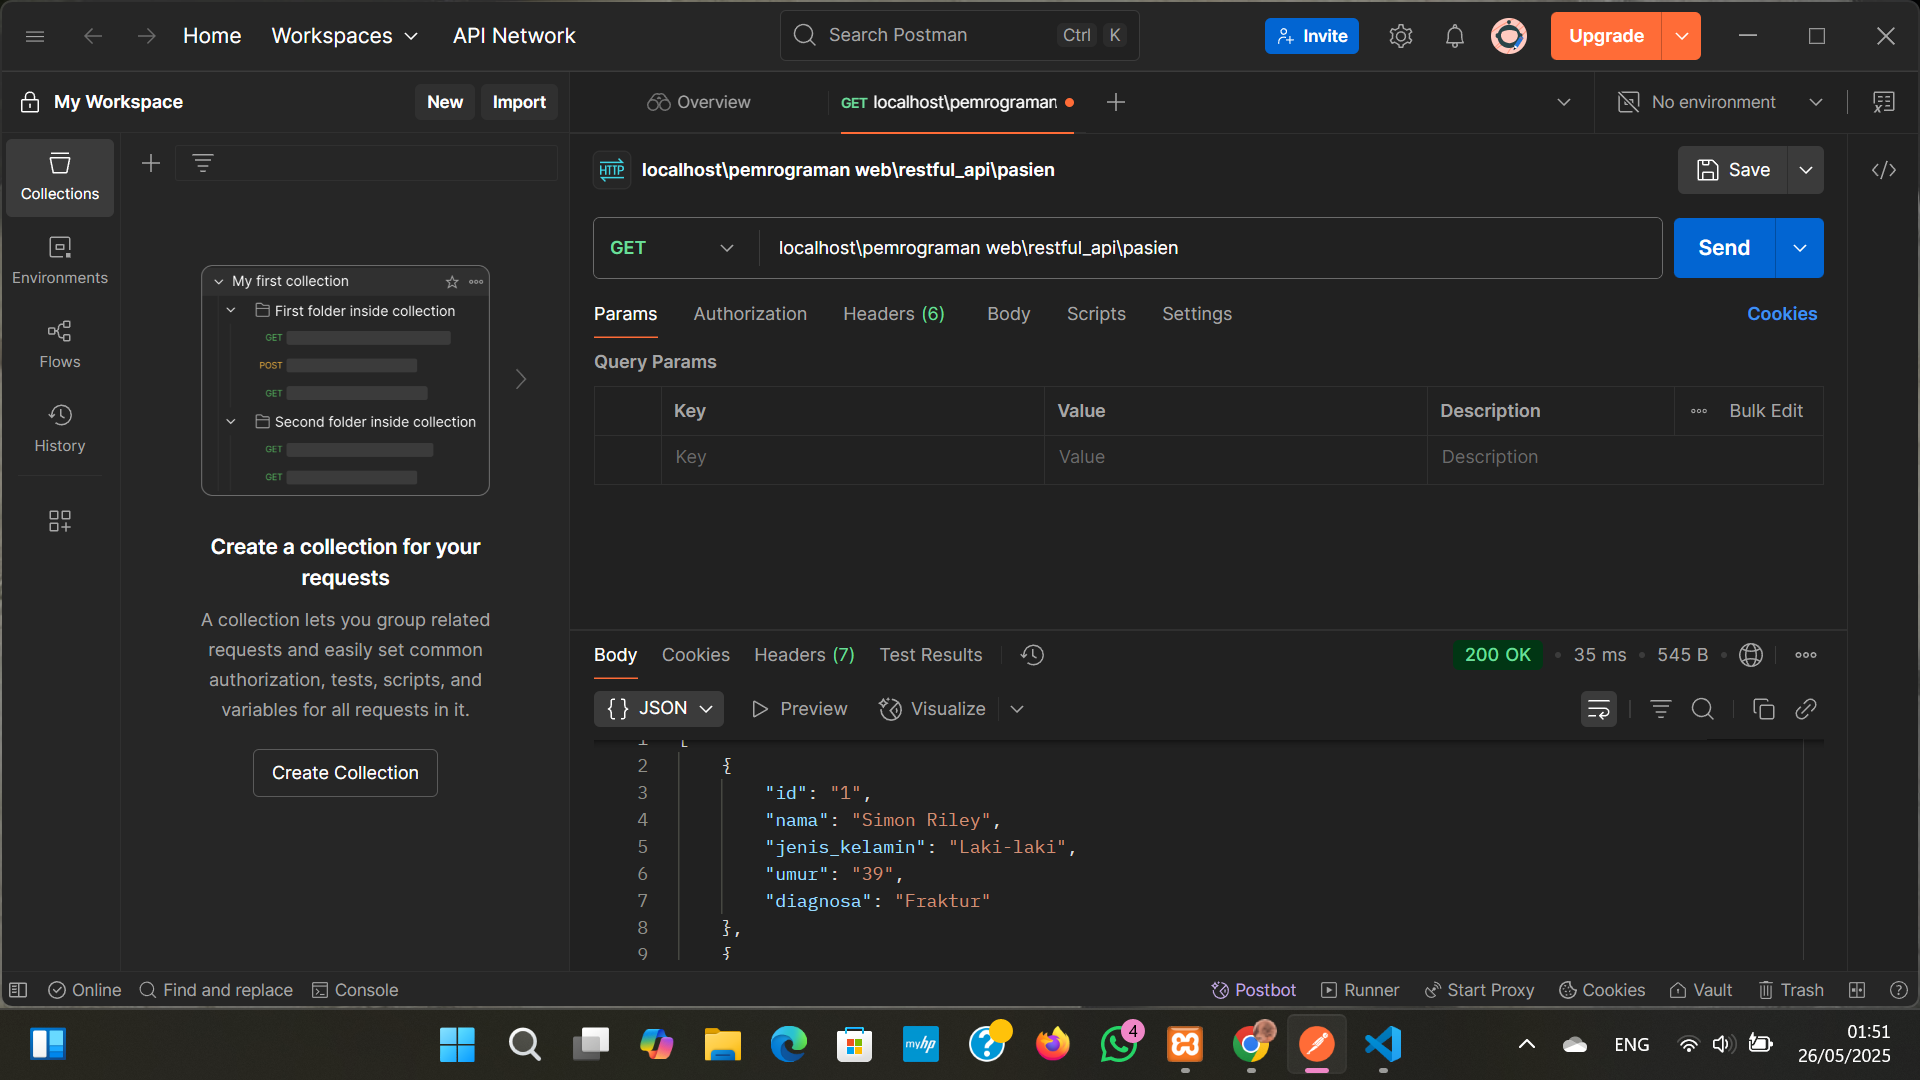 Home
Workspaces
API Network
Search Postman
Ctrl K
Invite
Upgrade
My Workspace
New
Import
Overview
GET localhost\pemrograman
No environment
Collections
Environments
Flows
History
My first collection
First folder inside collection
GET
POST
GET
Second folder inside collection
GET
GET
Create a collection for your
requests
A collection lets you group related
requests and easily set common
authorization, tests, scripts, and
variables for all requests in it.
Create Collection
HTTP
localhost\pemrograman web\restful_api\pasien
Save
GET
localhost\pemrograman web\restful_api\pasien
Send
Params
Authorization
Headers (6)
Body
Scripts
Settings
Cookies
Query Params
Key
Value
Description
Bulk Edit
Key
Value
Description
Body
Cookies
Headers (7)
Test Results
200 OK
35 ms
545 B
{} JSON
Preview
Visualize
1 [
2 {
3 "id": "1",
4 "nama": "Simon Riley",
5 "jenis_kelamin": "Laki-laki",
6 "umur": "39",
7 "diagnosa": "Fraktur"
8 },
9 {
Online
Find and replace
Console
Postbot
Runner
Start Proxy
Cookies
Vault
Trash
myhp
4
ENG
01:51
26/05/2025